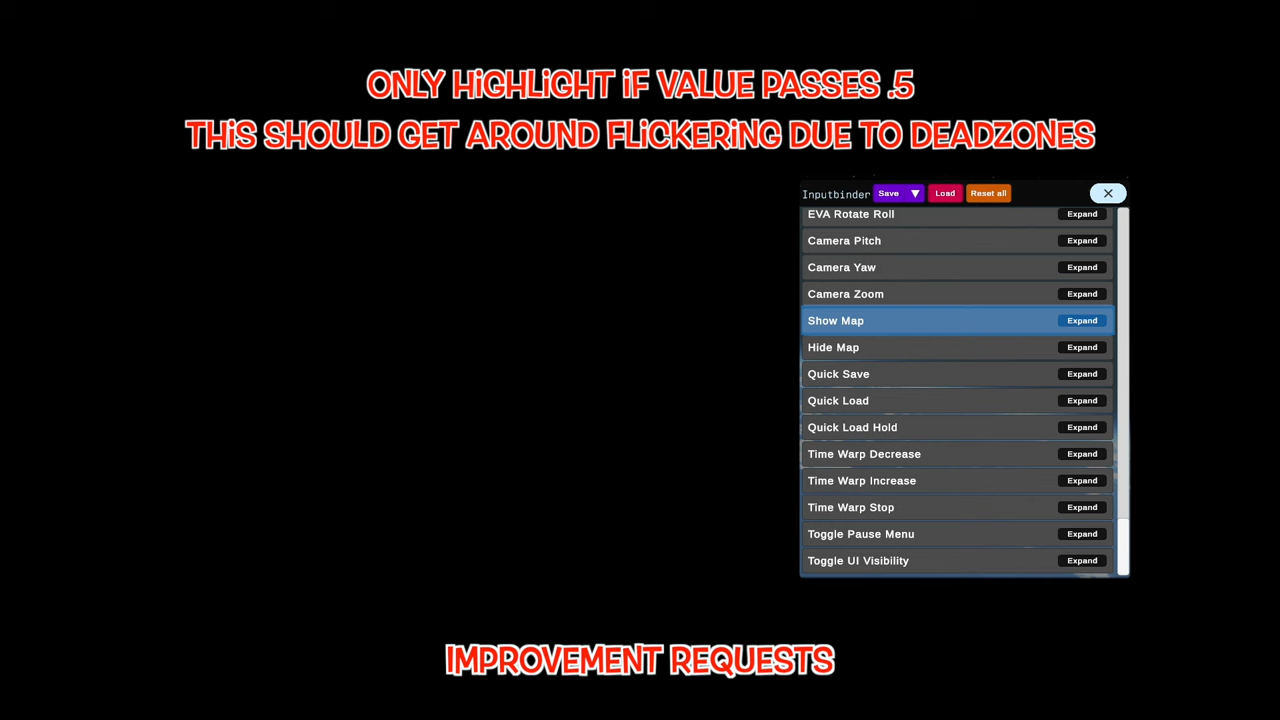 ONLY HiGHLiGHT iF VALUE PASSES .5
THiS SHOULD GET AROUND FLiCKERiNG DUE TO DEADZONES
Inputbinder Save ▼ Load Reset all ✕
EVA Rotate Roll Expand
Camera Pitch Expand
Camera Yaw Expand
Camera Zoom Expand
Show Map Expand
Hide Map Expand
Quick Save Expand
Quick Load Expand
Quick Load Hold Expand
Time Warp Decrease Expand
Time Warp Increase Expand
Time Warp Stop Expand
Toggle Pause Menu Expand
Toggle UI Visibility Expand
IMPROVEMENT REQUESTS